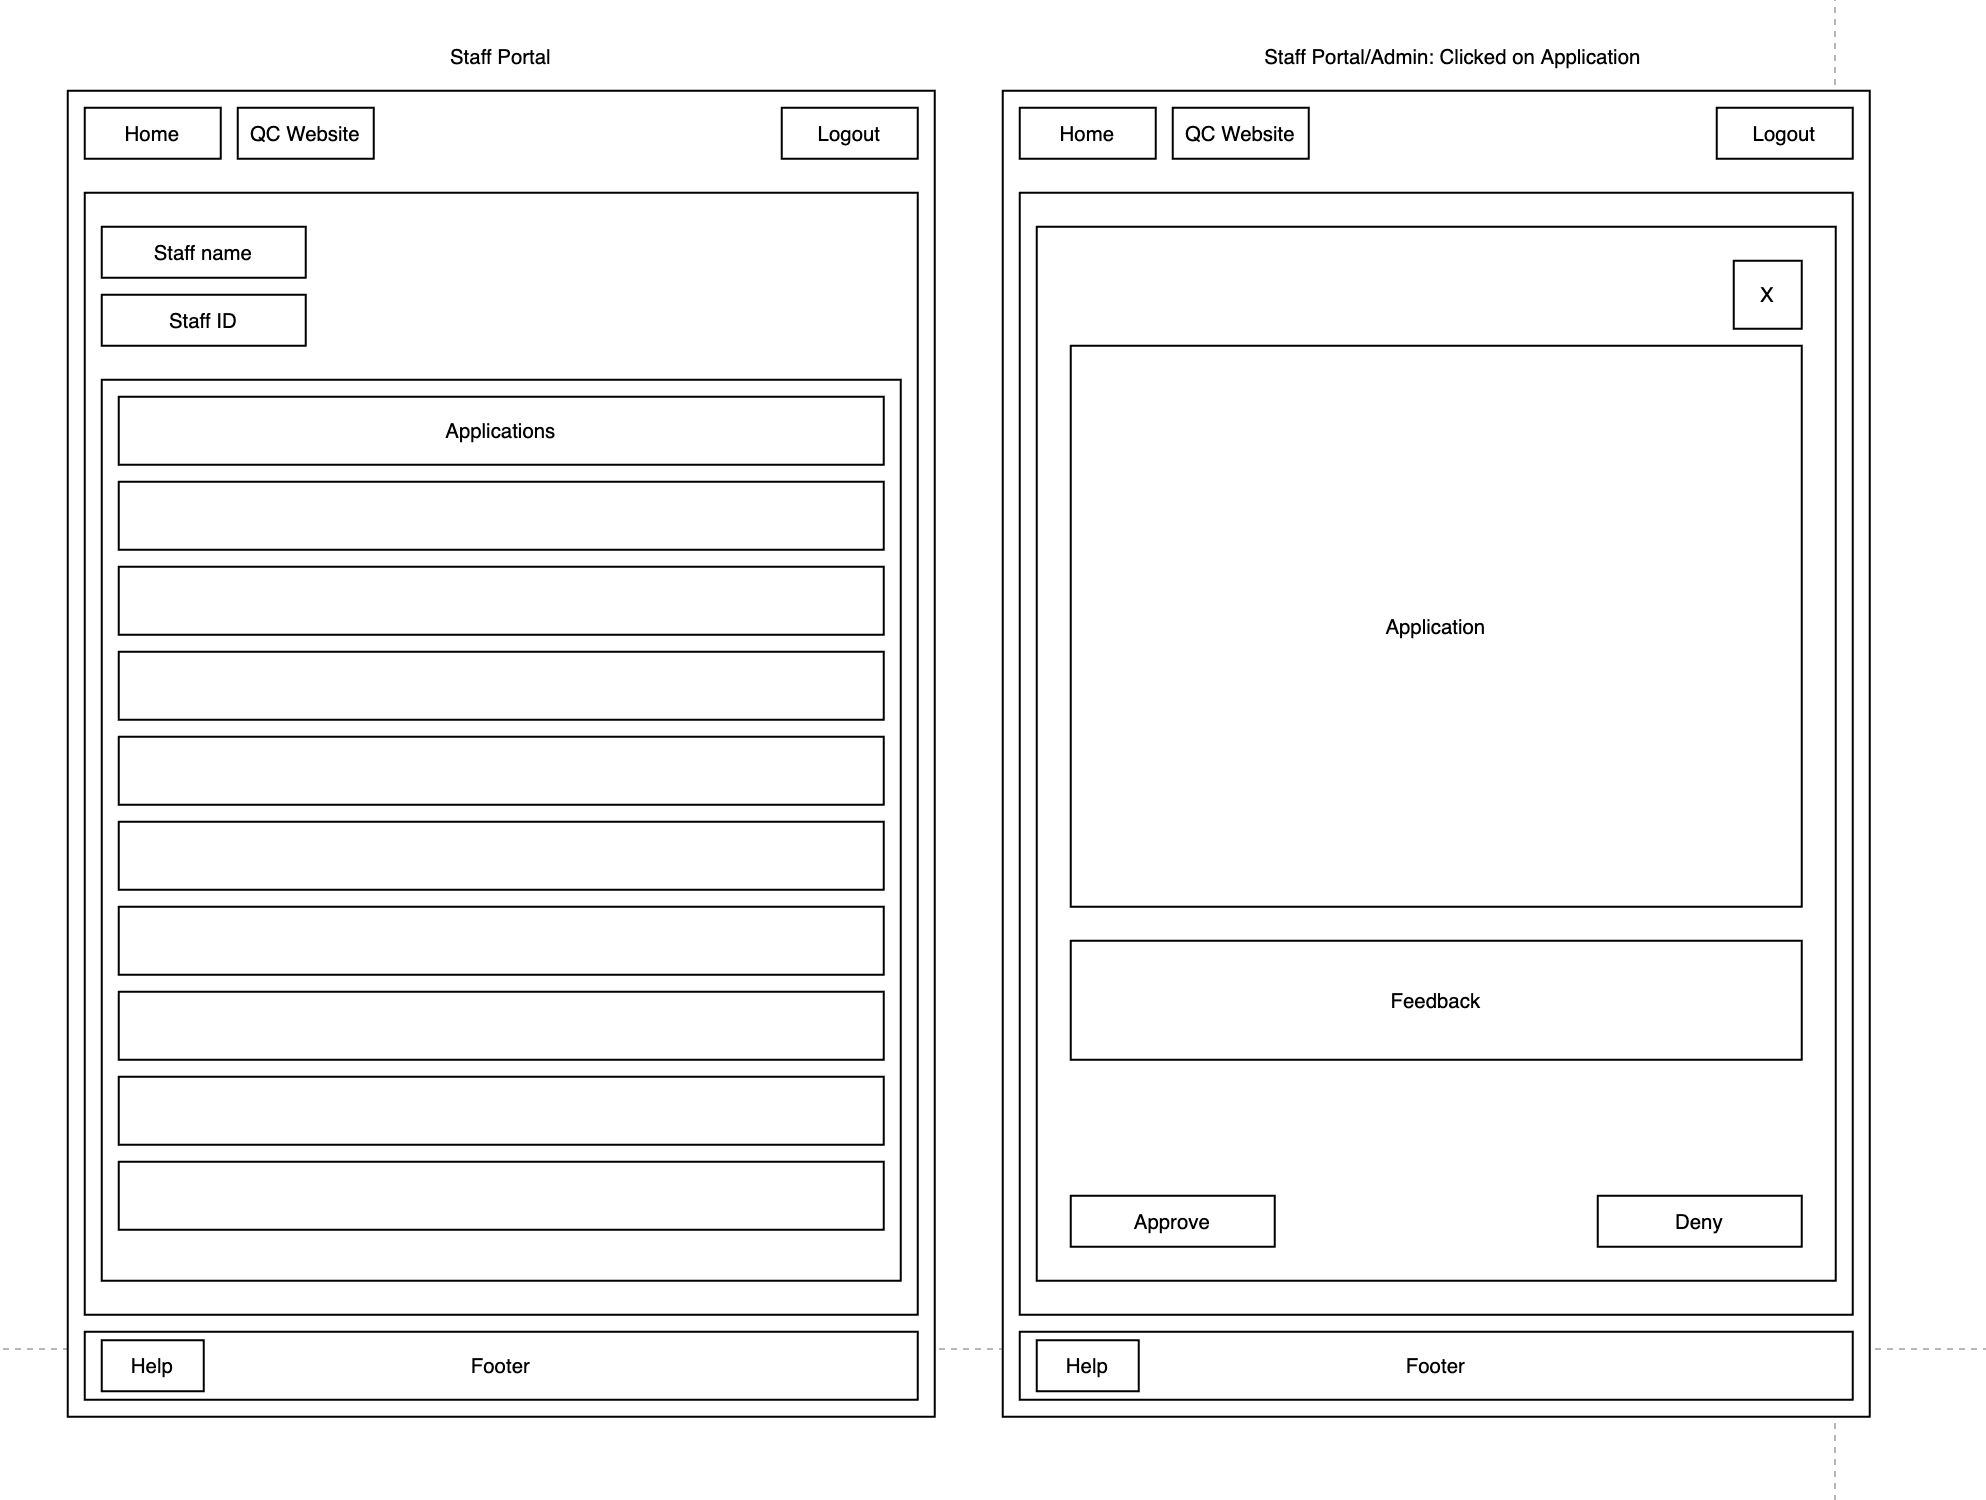 Staff Portal
Home
QC Website
Logout
Staff name
Staff ID
Applications
Help
Footer
Staff Portal/Admin: Clicked on Application
Home
QC Website
Logout
X
Application
Feedback
Approve
Deny
Help
Footer